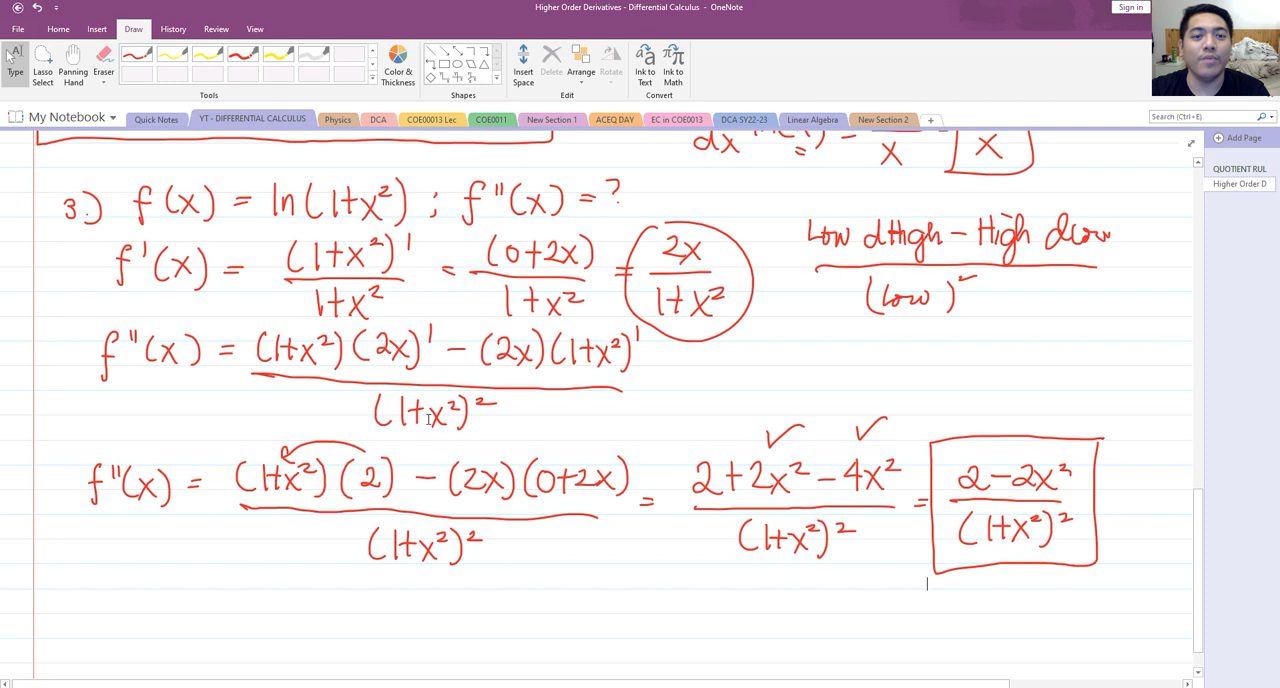 Higher Order Derivatives - Differential Calculus - OneNote
Sign in
File Home Insert Draw History Review View
Type
Lasso Select
Panning Hand
Eraser
Color & Thickness
Insert Space
Delete
Arrange
Rotate
Ink to Text
Ink to Math
Tools Shapes Edit Convert
My Notebook Quick Notes YT - DIFFERENTIAL CALCULUS Physics DCA COE00013 Lec COE0011 New Section 1 ACEQ DAY EC in COE0013 DCA SY22-23 Linear Algebra New Section 2 +
Search (Ctrl+E)
Add Page
QUOTIENT RUL
Higher Order D
3.) f(x) = ln(1+x²) ; f''(x) = ?
f'(x) = (1+x²)' / 1+x² = (0+2x) / 1+x² = 2x / 1+x²
Low dHigh - High dLow / (Low)²
f''(x) = (1+x²)(2x)' - (2x)(1+x²)' / (1+x²)²
f''(x) = (1+x²)(2) - (2x)(0+2x) / (1+x²)² = 2+2x²-4x² / (1+x²)² = 2-2x² / (1+x²)²